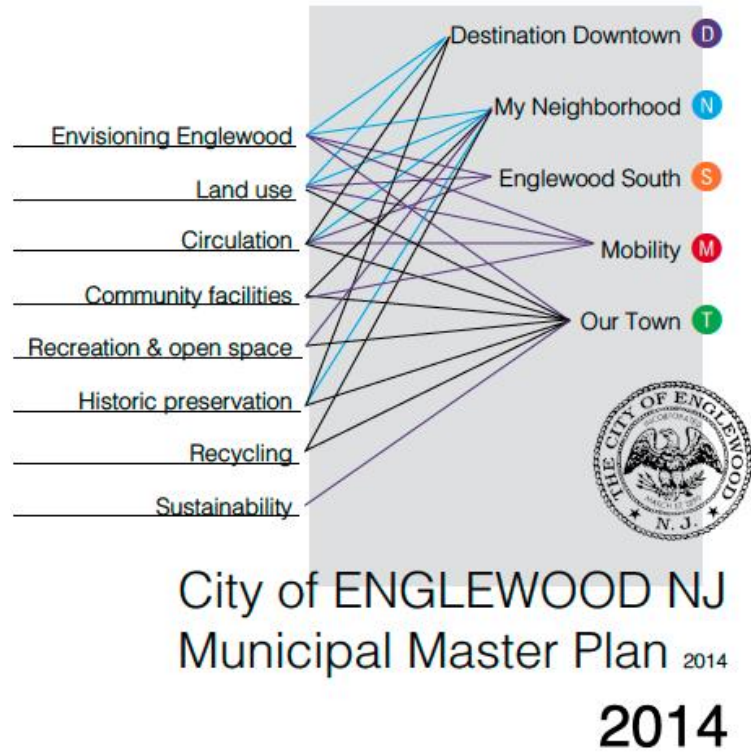 Destination Downtown D
My Neighborhood N
Envisioning Englewood
Englewood South S
Land use
Circulation
Mobility M
Community facilities
Our Town T
Recreation & open space
Historic preservation
Recycling
Sustainability
THE CITY OF ENGLEWOOD
INCORPORATED
N. J.
City of ENGLEWOOD NJ
Municipal Master Plan 2014
2014